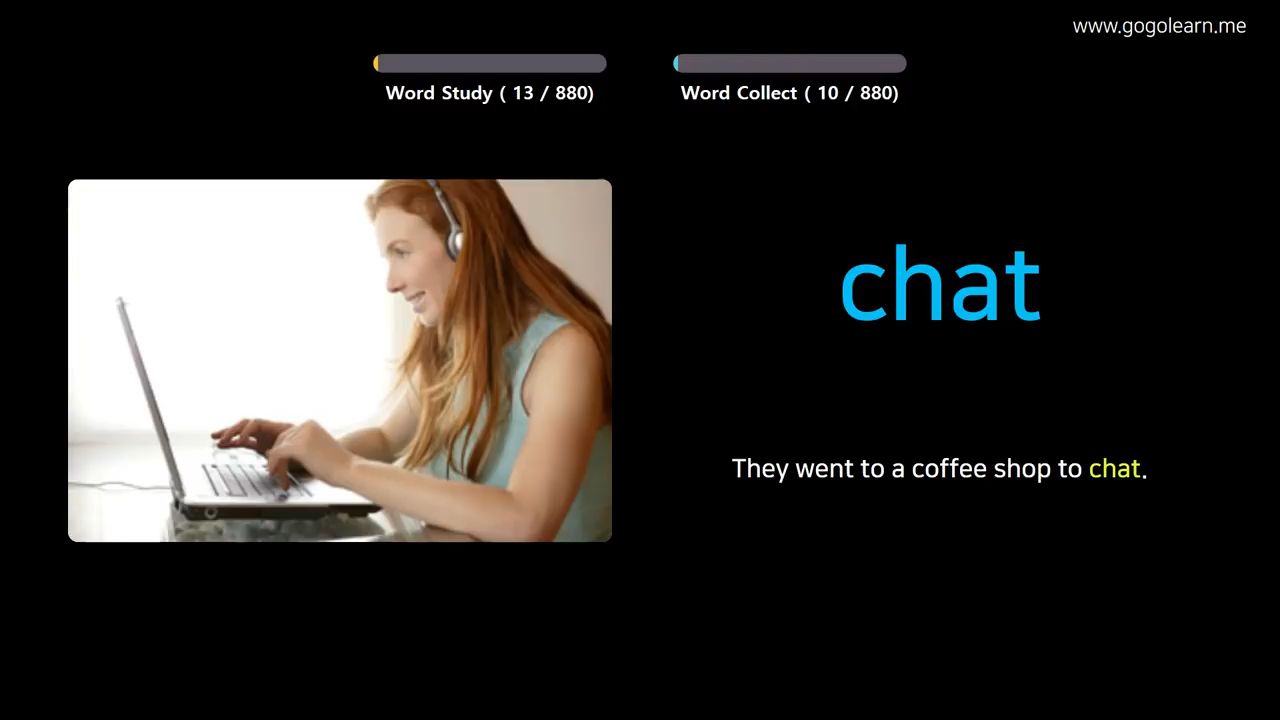 www.gogolearn.me
Word Study ( 13 / 880)
Word Collect ( 10 / 880)
chat
They went to a coffee shop to chat.